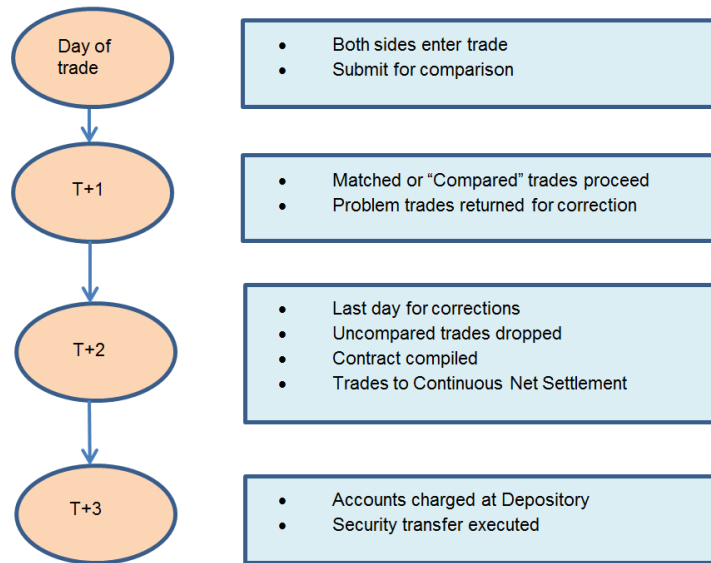 Day of
trade
• Both sides enter trade
• Submit for comparison
T+1
• Matched or “Compared” trades proceed
• Problem trades returned for correction
T+2
• Last day for corrections
• Uncompared trades dropped
• Contract compiled
• Trades to Continuous Net Settlement
T+3
• Accounts charged at Depository
• Security transfer executed